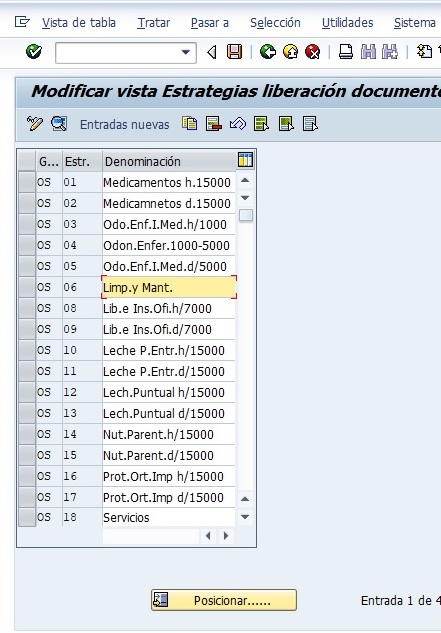 Vista de tabla Tratar Pasar a Selección Utilidades Sistema
Modificar vista Estrategias liberación documento
Entradas nuevas
G... Estr. Denominación
OS 01 Medicamentos h.15000
OS 02 Medicamnetos d.15000
OS 03 Odo.Enf.I.Med.h/1000
OS 04 Odon.Enfer.1000-5000
OS 05 Odo.Enf.I.Med.d/5000
OS 06 Limp.y Mant.
OS 08 Lib.e Ins.Ofi.h/7000
OS 09 Lib.e Ins.Ofi.d/7000
OS 10 Leche P.Entr.h/15000
OS 11 Leche P.Entr.d/15000
OS 12 Lech.Puntual h/15000
OS 13 Lech.Puntual d/15000
OS 14 Nut.Parent.h/15000
OS 15 Nut.Parent.d/15000
OS 16 Prot.Ort.Imp h/15000
OS 17 Prot.Ort.Imp d/15000
OS 18 Servicios
Posicionar......
Entrada 1 de 4